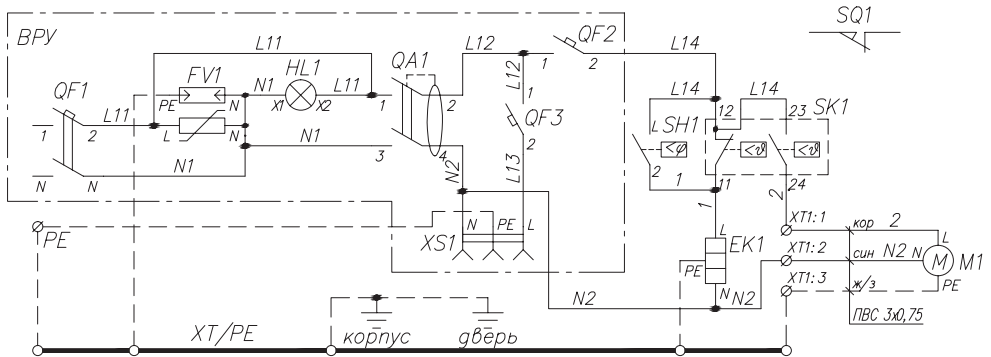 ВРУ
QF1
1
2
N
N
L11
N1
L11
FV1
PE
N
L
N
N1
HL1
X1
X2
L11
N1
QA1
1
2
3
4
L12
N2
L12
1
QF3
2
L13
XS1
N
PE
L
1
QF2
2
L14
SQ1
L14
L
SH1
<φ
2
1
12
11
L14
23
SK1
<ϑ
<ϑ
24
1
2
EK1
L
PE
N
N2
N2
XT1: 1
XT1: 2
XT1: 3
кор 2
син N2
ж/з
ПВС 3х0,75
L
N
M
M1
PE
PE
XT/PE
корпус
дверь